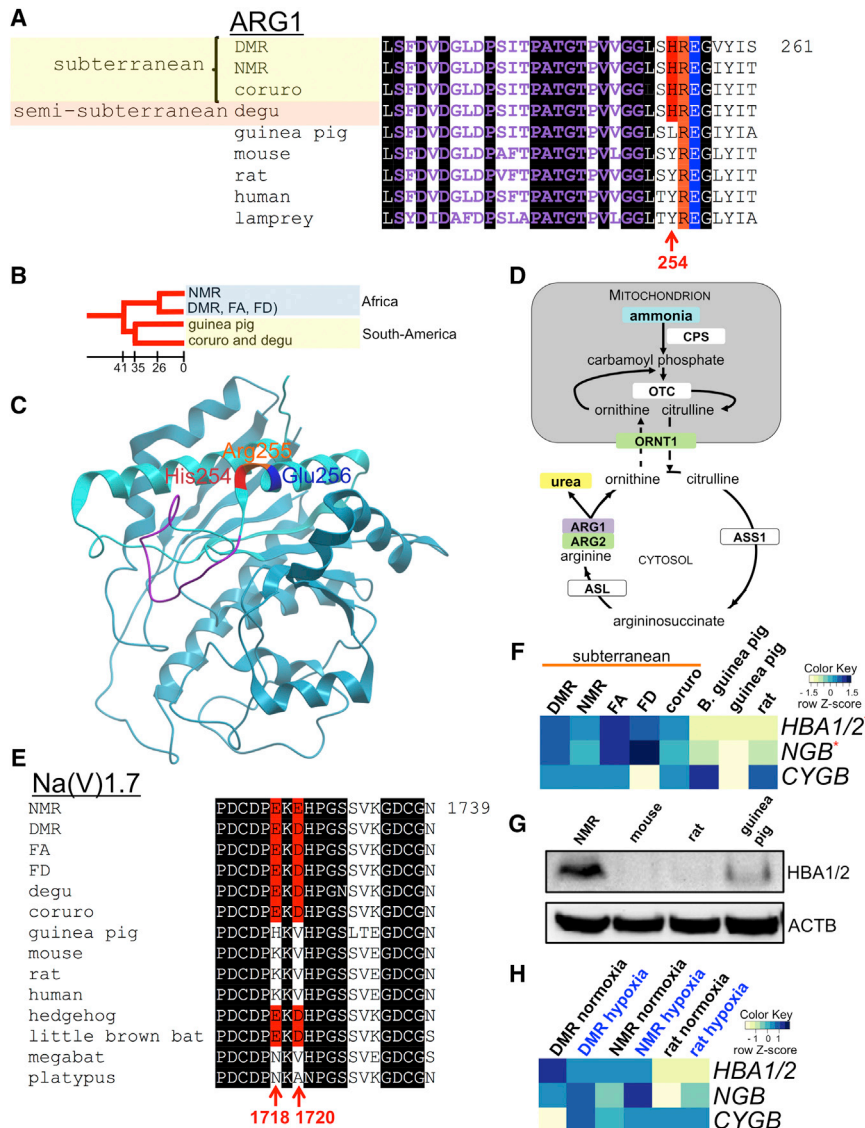 A
ARG1
subterranean
DMR LSFDVDGLDPSITPATGTPVVGGLSHREGVYIS 261
NMR LSFDVDGLDPSITPATGTPVVGGLSHREGVYIT
coruro LSFDVDGLDPSITPATGTPVVGGLSHREGVYIT
semi-subterranean degu LSFDVDGLDPSITPATGTPVVGGLSHREGVYIT
guinea pig LSFDVDGLDPSITPATGTPVVGGLSLREGIYIA
mouse LSFDVDGLDPAFTPATGTPVLGGLSYREGLYIT
rat LSFDVDGLDPVFTPATGTPVLGGLSYREGLYIT
human LSFDVDGLDPSFTPATGTPVVGGLTYREGLYIT
lamprey LSYDIDAFDPSLAPATGTPVLGGLTYREGLYIA
254
B
NMR
DMR, FA, FD)
Africa
guinea pig
coruro and degu
South-America
41 35 26 0
C
His254
Arg255
Glu256
D
MITOCHONDRION
ammonia
CPS
carbamoyl phosphate
OTC
ornithine citrulline
ORNT1
urea
ornithine citrulline
ARG1
ARG2
arginine
CYTOSOL
ASS1
ASL
argininosuccinate
E
Na(V)1.7
NMR PDCDPEKEHPGSSVKGDCGN 1739
DMR PDCDPEKDHPGSSVKGDCGN
FA PDCDPEKDHPGSSVKGDCGN
FD PDCDPEKDHPGSSVKGDCGN
degu PDCDPEKDHPGNSVKGDCGN
coruro PDCDPEKDHPGSSVKGDCGN
guinea pig PDCDPHKVHPGSLTEGDCGN
mouse PDCDPKKVHPGSSVEGDCGN
rat PDCDPKKVHPGSSVEGDCGN
human PDCDPKKVHPGSSVEGDCGN
hedgehog PDCDPEKDHPGSSVKGDCGN
little brown bat PDCDPEKDHPGSSVKGDCGS
megabat PDCDPNKVHPGSSVEGDCGS
platypus PDCDPNKANPGSSVKGDCGN
1718 1720
F
subterranean
DMR NMR FA FD coruro B. guinea pig guinea pig rat
Color Key
- 1.5 1.5
row Z-score
HBA1/2
NGB*
CYGB
G
NMR mouse rat guinea pig
HBA1/2
ACTB
H
DMR normoxia
DMR hypoxia
NMR normoxia
NMR hypoxia
rat normoxia
rat hypoxia
Color Key
-1 0 1
row Z-score
HBA1/2
NGB
CYGB